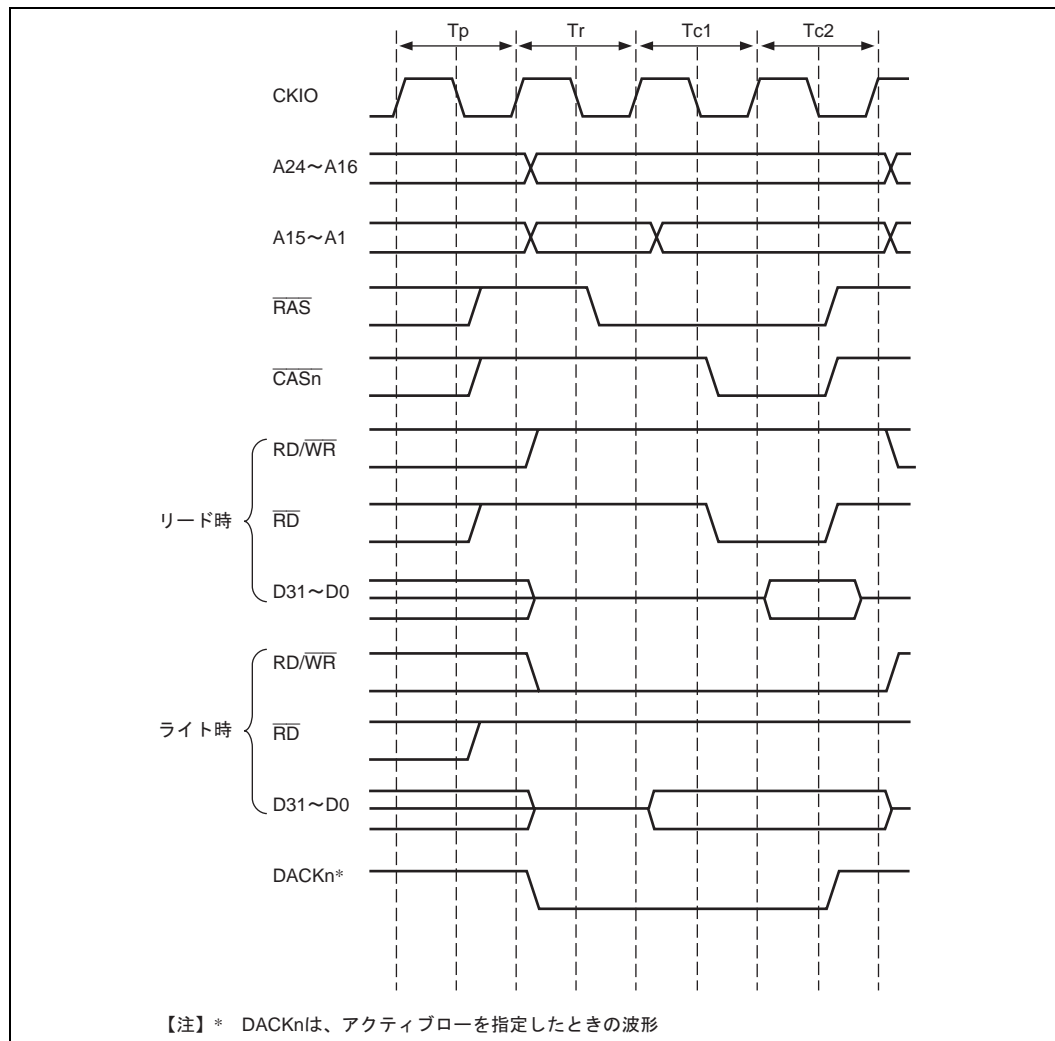 Tp Tr Tc1 Tc2
CKIO
A24～A16
A15～A1
RAS
CASn
リード時
RD/WR
RD
D31～D0
ライト時
RD/WR
RD
D31～D0
DACKn*
【注】* DACKnは、アクティブローを指定したときの波形